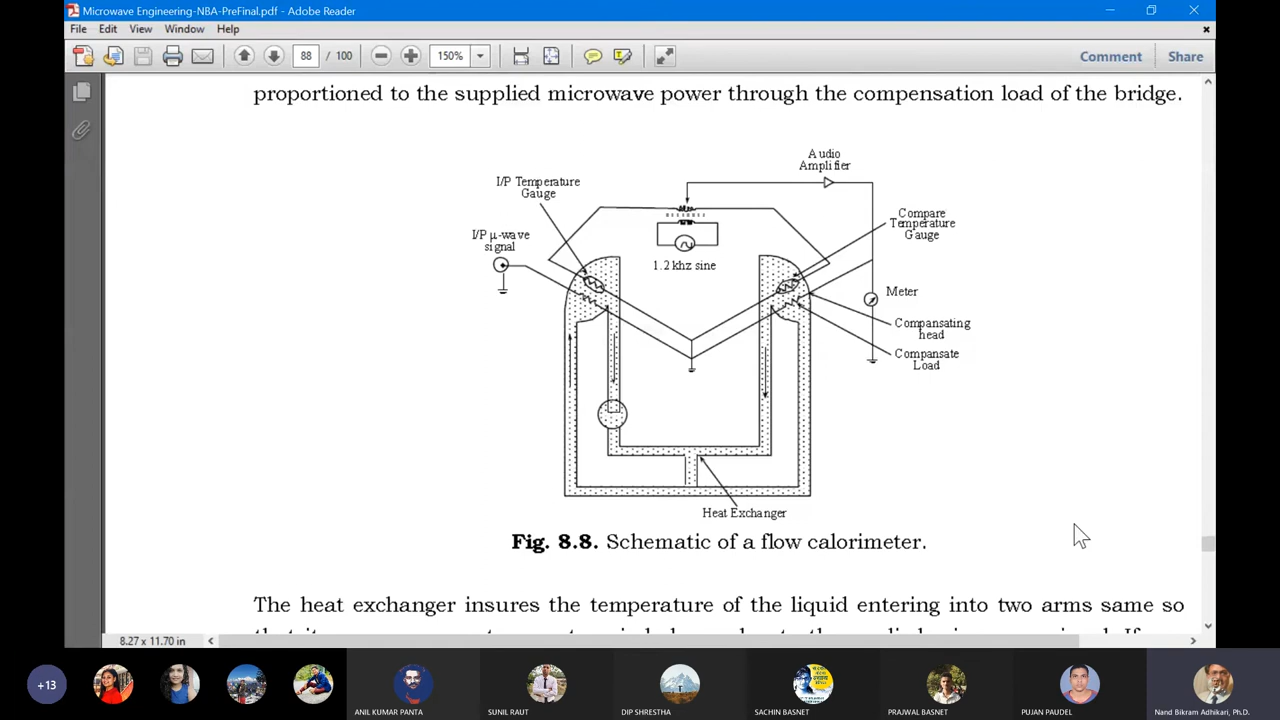 Microwave Engineering-NBA-PreFinal.pdf - Adobe Reader
File Edit View Window Help
88 / 100 150% Comment Share
proportioned to the supplied microwave power through the compensation load of the bridge.
Audio
Amplifier
I/P Temperature
Gauge
Compare
Temperature
Gauge
I/P μ-wave
signal
1.2 khz sine
Meter
Compansating
head
Compansate
Load
Heat Exchanger
Fig. 8.8. Schematic of a flow calorimeter.
The heat exchanger insures the temperature of the liquid entering into two arms same so
8.27 x 11.70 in
+13
ANIL KUMAR PANTA
SUNIL RAUT
DIP SHRESTHA
SACHIN BASNET
PRAJWAL BASNET
PUJAN PAUDEL
Nand Bikram Adhikari, Ph.D.